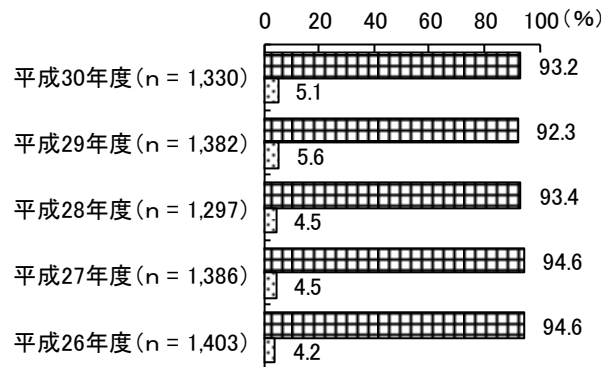 0 20 40 60 80 100(%)
平成30年度(n = 1,330) 93.2
5.1
平成29年度(n = 1,382) 92.3
5.6
平成28年度(n = 1,297) 93.4
4.5
平成27年度(n = 1,386) 94.6
4.5
平成26年度(n = 1,403) 94.6
4.2